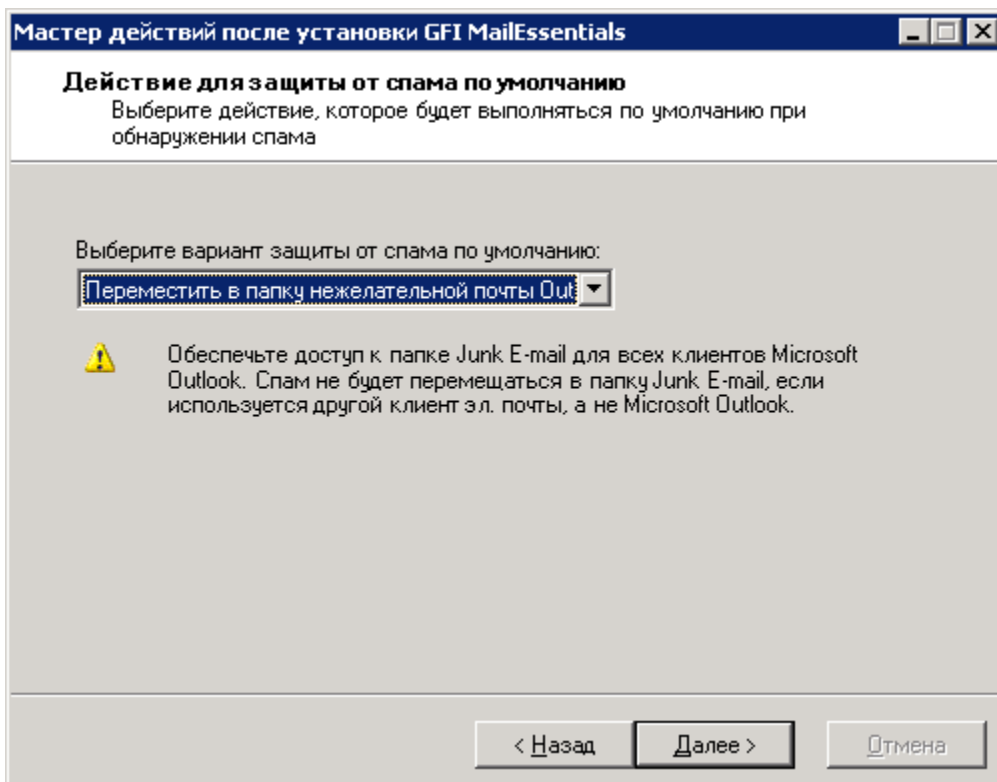 Мастер действий после установки GFI MailEssentials
Действие для защиты от спама по умолчанию
Выберите действие, которое будет выполняться по умолчанию при
обнаружении спама
Выберите вариант защиты от спама по умолчанию:
Переместить в папку нежелательной почты Out
Обеспечьте доступ к папке Junk E-mail для всех клиентов Microsoft
Outlook. Спам не будет перемещаться в папку Junk E-mail, если
используется другой клиент эл. почты, а не Microsoft Outlook.
< Назад
Далее >
Отмена